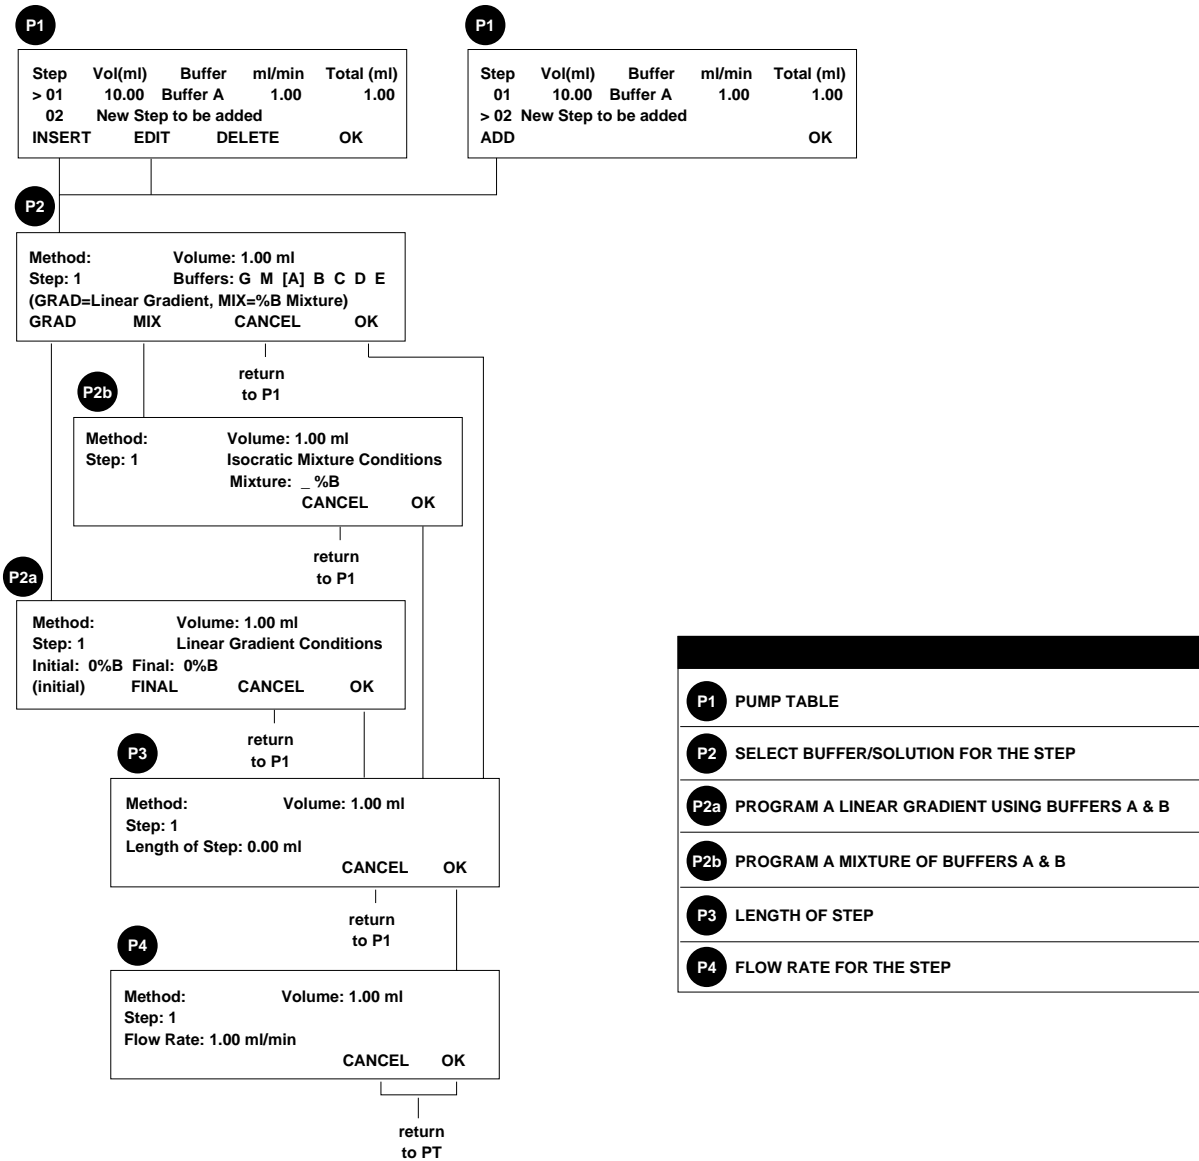 P1
Step Vol(ml) Buffer ml/min Total (ml)
> 01 10.00 Buffer A 1.00 1.00
02 New Step to be added
INSERT EDIT DELETE OK
P1
Step Vol(ml) Buffer ml/min Total (ml)
01 10.00 Buffer A 1.00 1.00
> 02 New Step to be added
ADD OK
P2
Method: Volume: 1.00 ml
Step: 1 Buffers: G M [A] B C D E
(GRAD=Linear Gradient, MIX=%B Mixture)
GRAD MIX CANCEL OK
return
to P1
P2b
Method: Volume: 1.00 ml
Step: 1 Isocratic Mixture Conditions
Mixture: _ %B
CANCEL OK
return
to P1
P2a
Method: Volume: 1.00 ml
Step: 1 Linear Gradient Conditions
Initial: 0%B Final: 0%B
(initial) FINAL CANCEL OK
return
to P1
P3
Method: Volume: 1.00 ml
Step: 1
Length of Step: 0.00 ml
CANCEL OK
return
to P1
P4
Method: Volume: 1.00 ml
Step: 1
Flow Rate: 1.00 ml/min
CANCEL OK
return
to PT
P1 PUMP TABLE
P2 SELECT BUFFER/SOLUTION FOR THE STEP
P2a PROGRAM A LINEAR GRADIENT USING BUFFERS A & B
P2b PROGRAM A MIXTURE OF BUFFERS A & B
P3 LENGTH OF STEP
P4 FLOW RATE FOR THE STEP